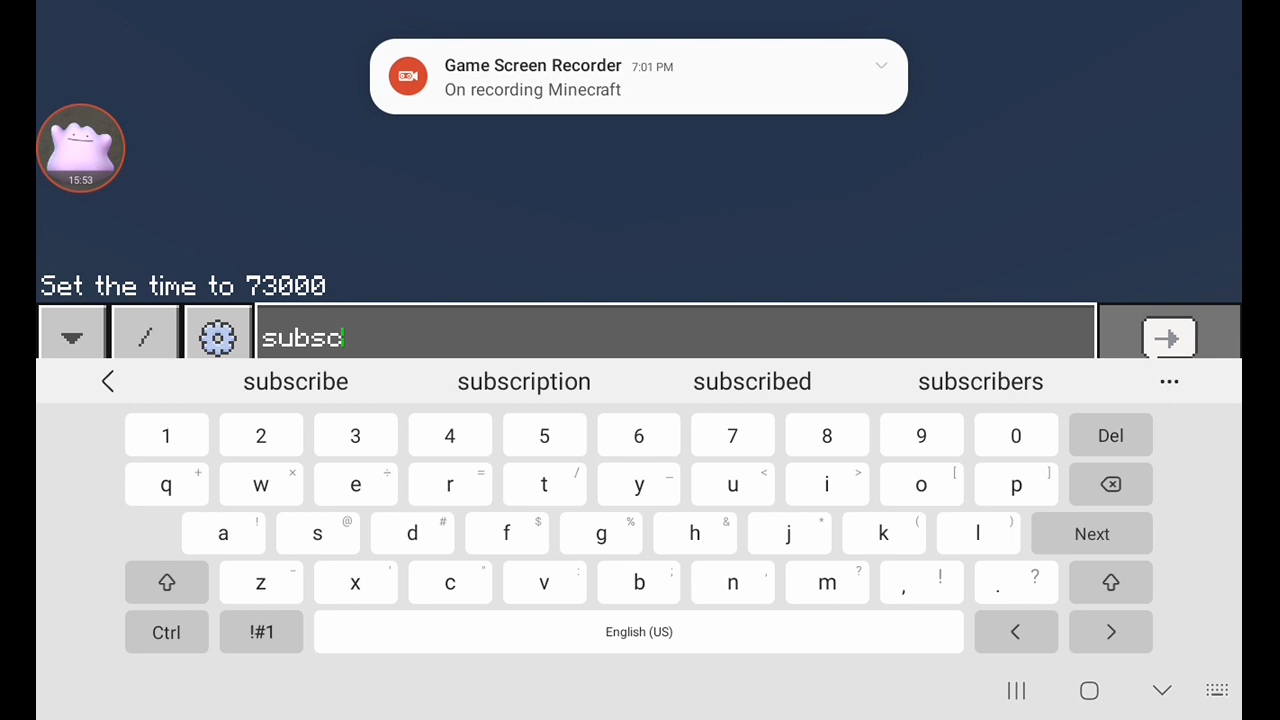 Game Screen Recorder 7:01 PM
On recording Minecraft
15:53
Set the time to 73000
/ subsc
subscribe subscription subscribed subscribers ...
1 2 3 4 5 6 7 8 9 0 Del
q + w × e ÷ r = t / y _ u < i > o [ p ]
a ! s @ d # f $ g % h & j * k ( l ) Next
z - x ' c " v : b ; n , m ? , ! . ?
Ctrl !#1 English (US) < >